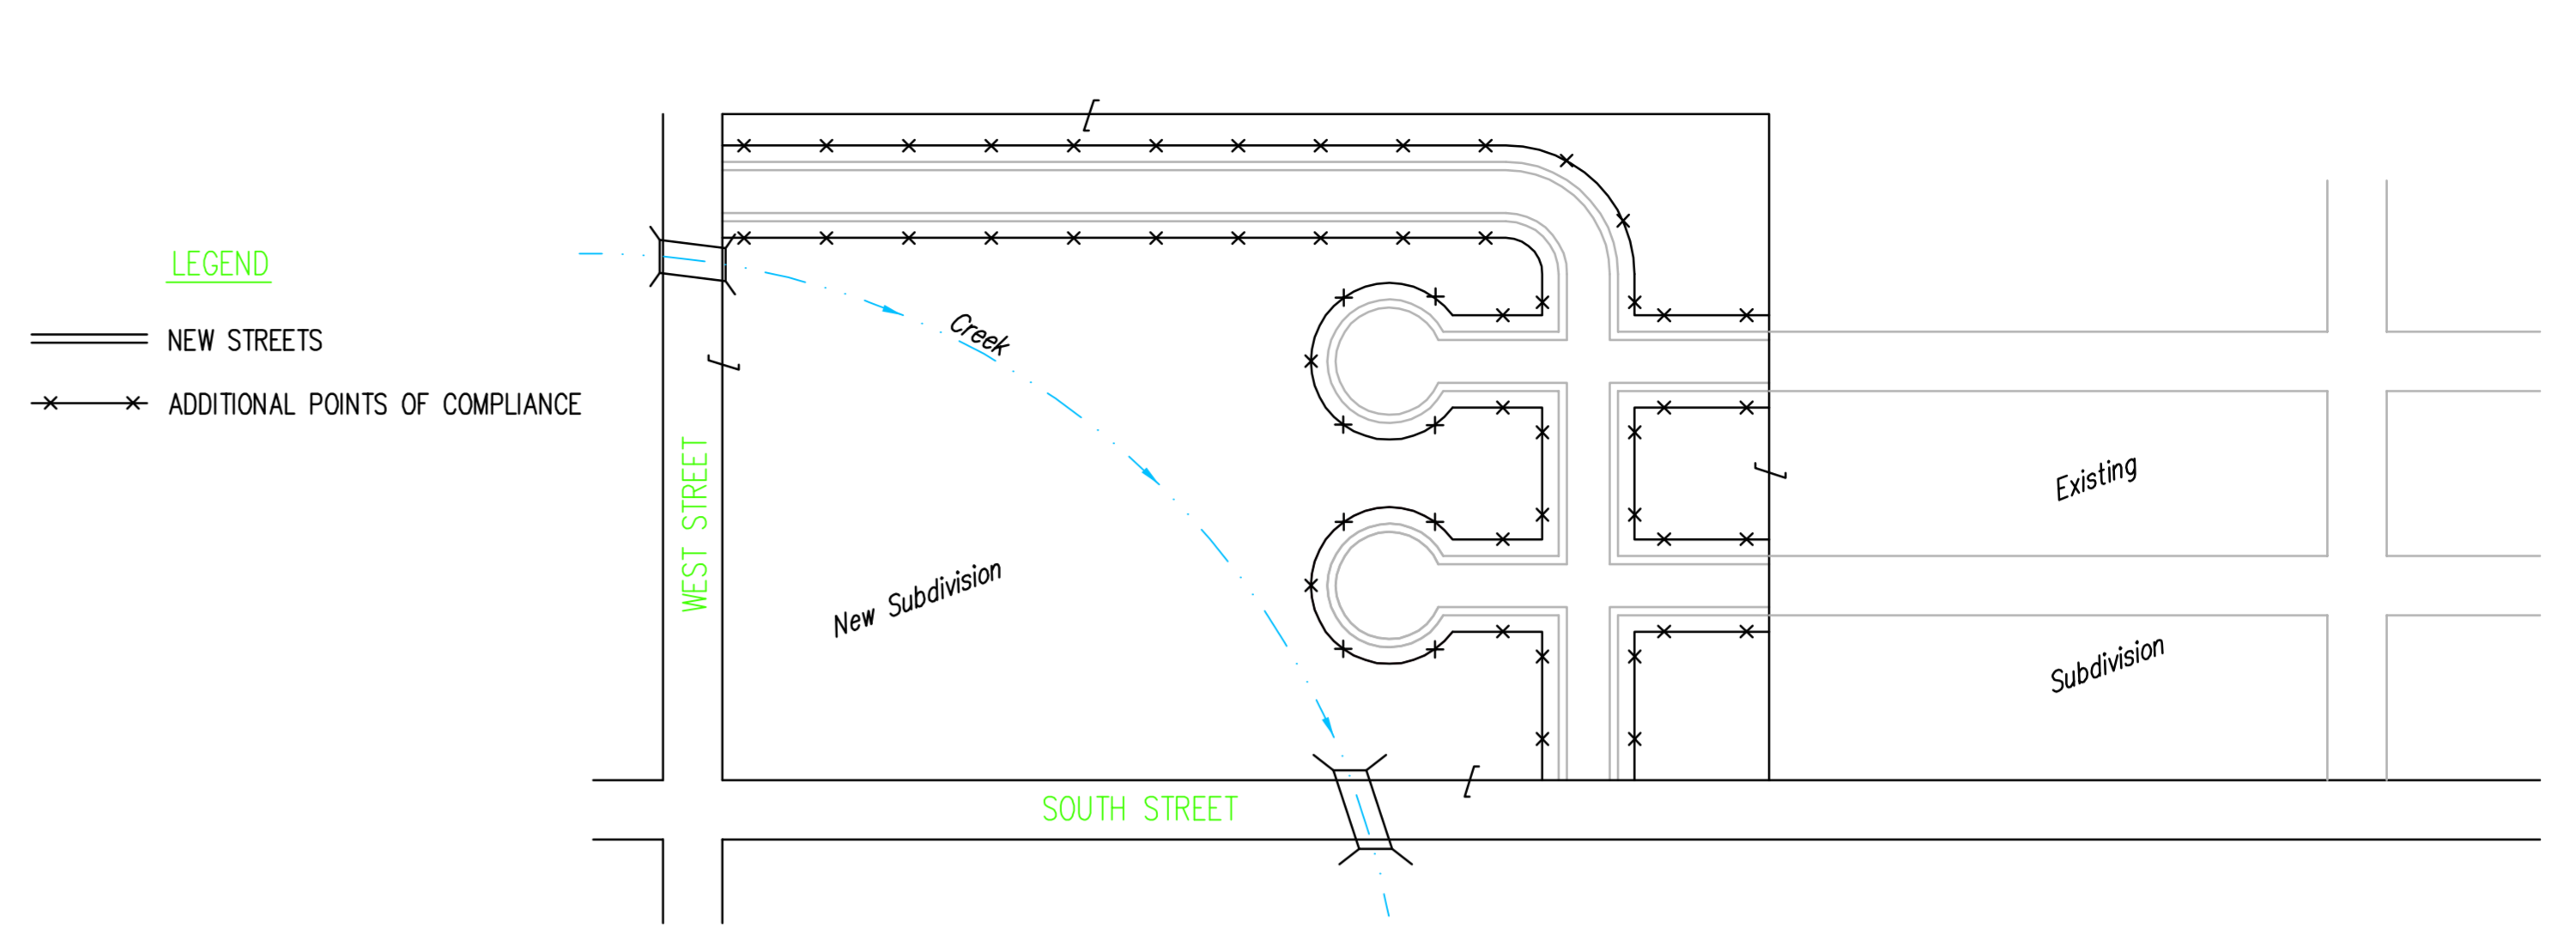 LEGEND
NEW STREETS
ADDITIONAL POINTS OF COMPLIANCE
Creek
WEST STREET
New Subdivision
SOUTH STREET
Existing
Subdivision